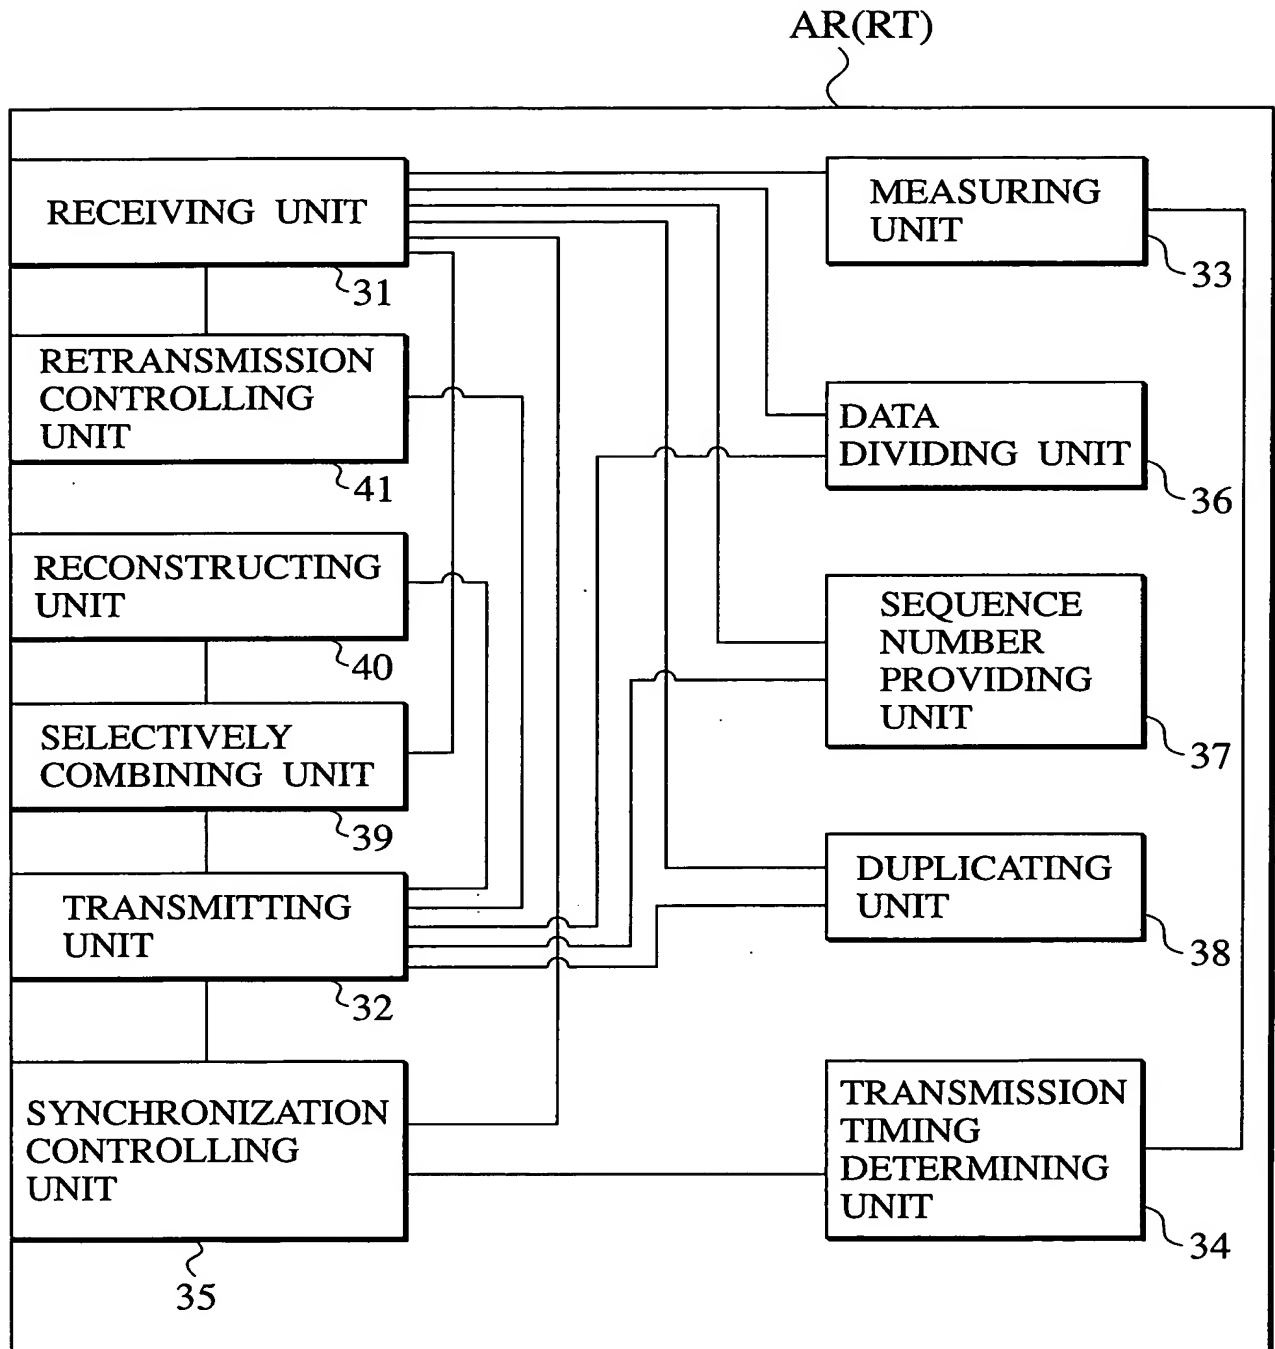 AR(RT)
RECEIVING UNIT
31
RETRANSMISSION
CONTROLLING
UNIT
41
RECONSTRUCTING
UNIT
40
SELECTIVELY
COMBINING UNIT
39
TRANSMITTING
UNIT
32
SYNCHRONIZATION
CONTROLLING
UNIT
35
MEASURING
UNIT
33
DATA
DIVIDING UNIT
36
SEQUENCE
NUMBER
PROVIDING
UNIT
37
DUPLICATING
UNIT
38
TRANSMISSION
TIMING
DETERMINING
UNIT
34